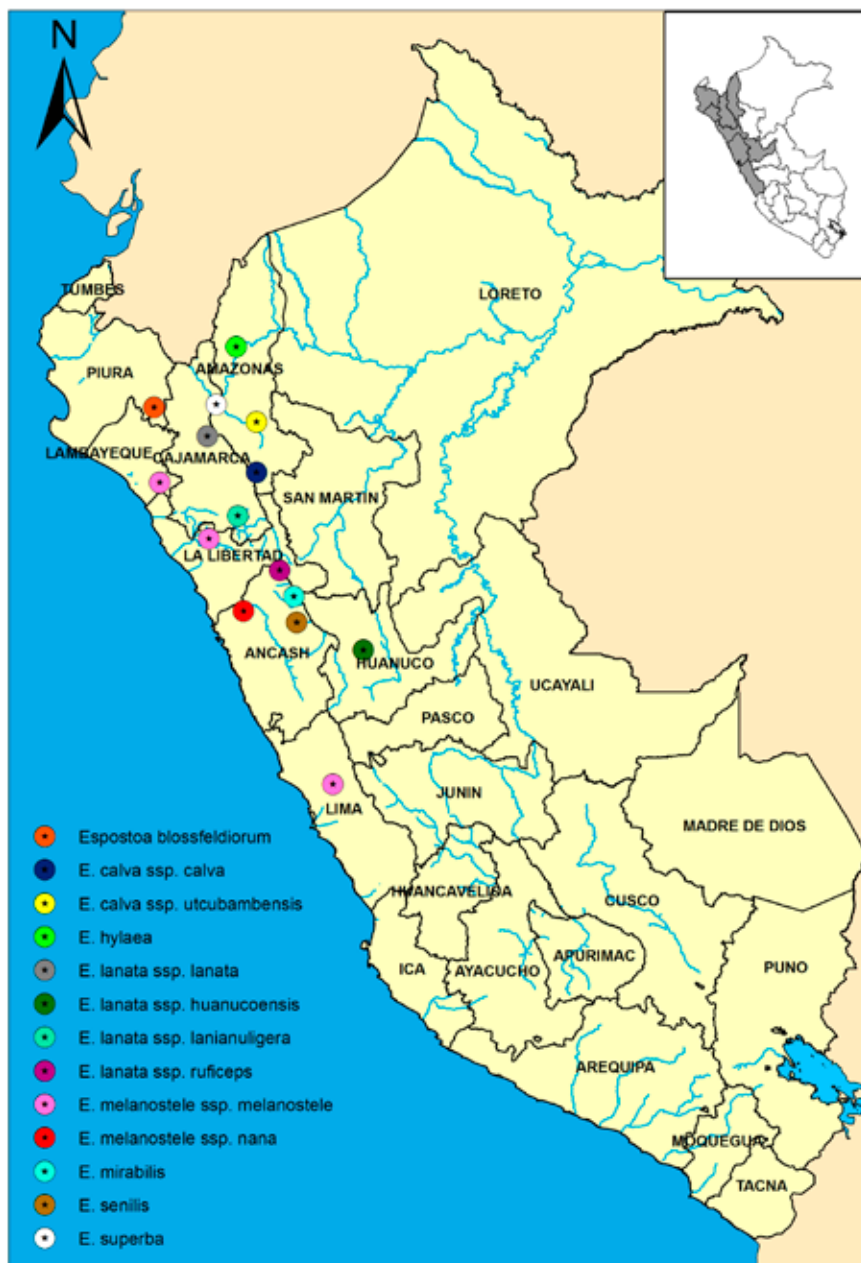 N
TUMBES
LORETO
PIURA
AMAZONAS
LAMBAYEQUE
CAJAMARCA
SAN MARTIN
LA LIBERTAD
ANCASH
HUANUCO
UCAYALI
PASCO
JUNIN
LIMA
MADRE DE DIOS
HUANCAVELISA
CUSCO
ICA
AYACUCHO
APURIMAC
PUNO
AREQUIPA
MOQUEGUA
TACNA
Espostoa blossfeldiorum
E. calva ssp. calva
E. calva ssp. utcubambensis
E. hylaea
E. lanata ssp. lanata
E. lanata ssp. huanucoensis
E. lanata ssp. lanianuligera
E. lanata ssp. ruficeps
E. melanostele ssp. melanostele
E. melanostele ssp. nana
E. mirabilis
E. senilis
E. superba